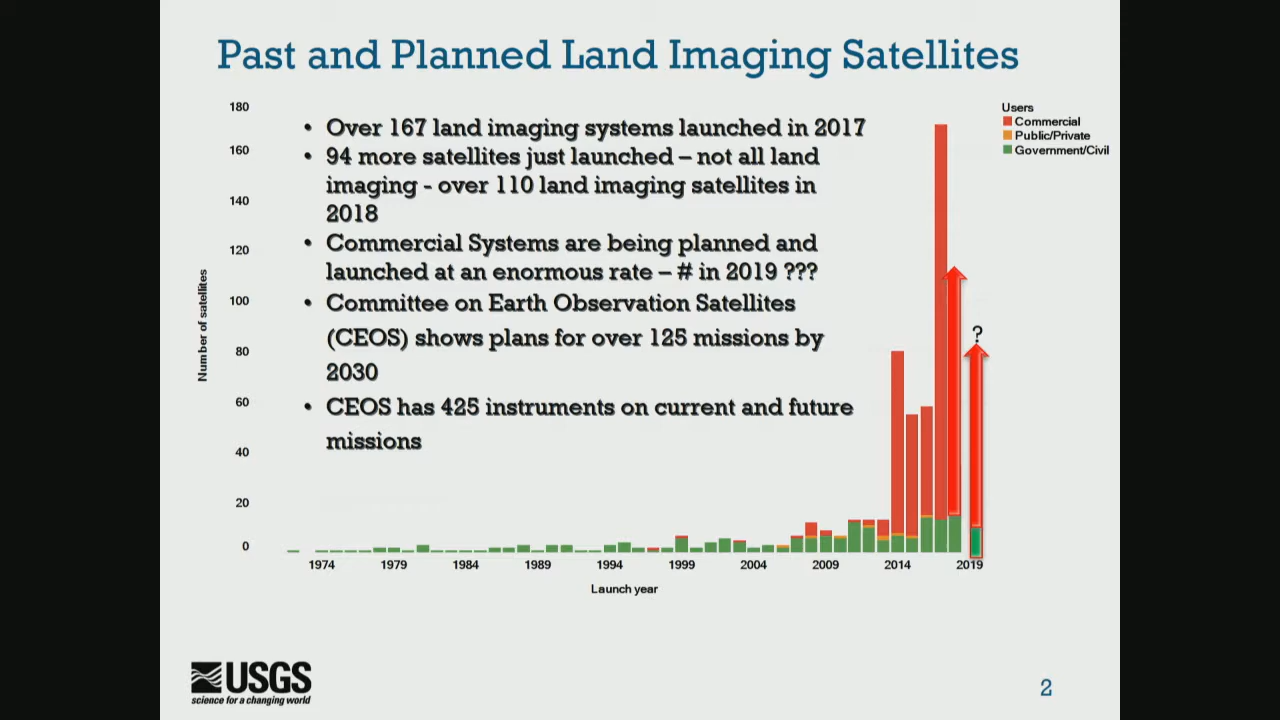 Past and Planned Land Imaging Satellites
• Over 167 land imaging systems launched in 2017
• 94 more satellites just launched – not all land
imaging - over 110 land imaging satellites in
2018
• Commercial Systems are being planned and
launched at an enormous rate – # in 2019 ???
• Committee on Earth Observation Satellites
(CEOS) shows plans for over 125 missions by
2030
• CEOS has 425 instruments on current and future
missions
Users
Commercial
Public/Private
Government/Civil
?
Number of satellites
180
160
140
120
100
80
60
40
20
0
1974 1979 1984 1989 1994 1999 2004 2009 2014 2019
Launch year
USGS
science for a changing world
2